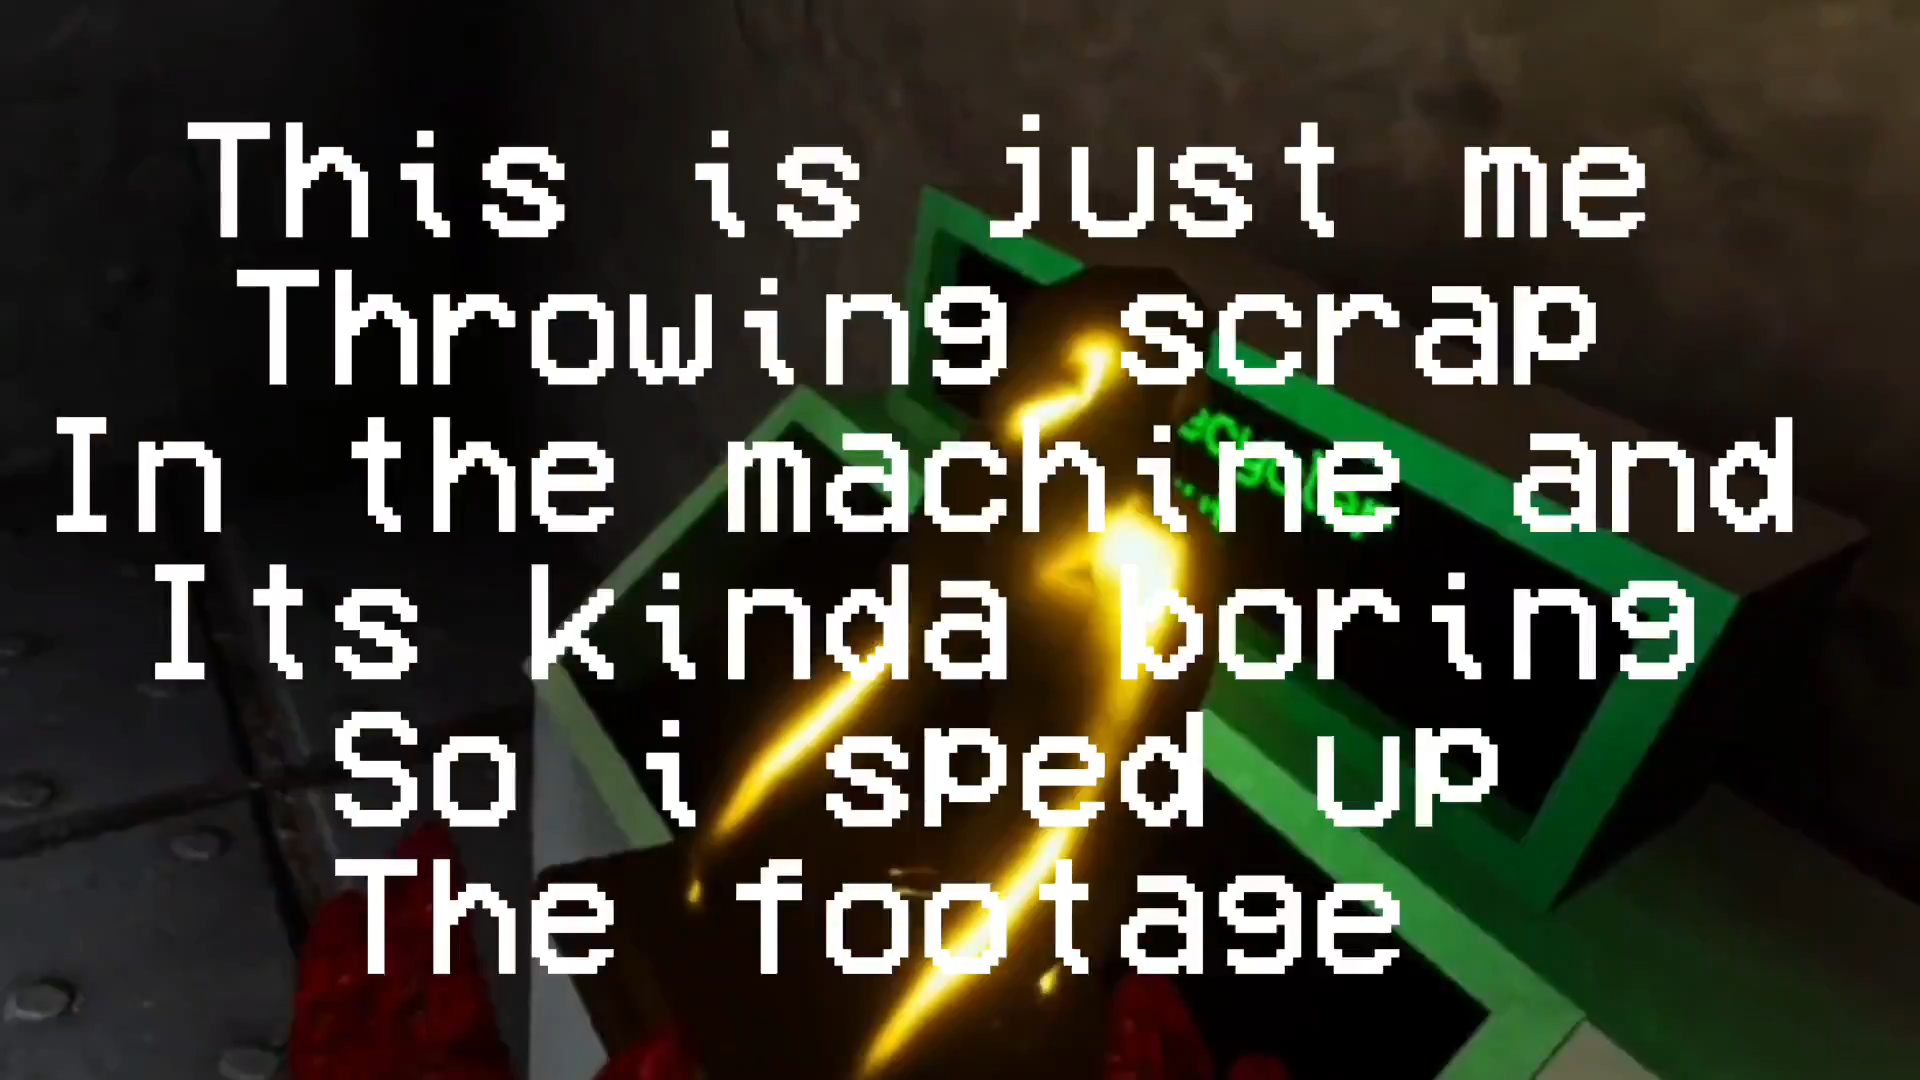 This is just me
Throwing scrap
In the machine and
Its kinda boring
So i sped up
The footage